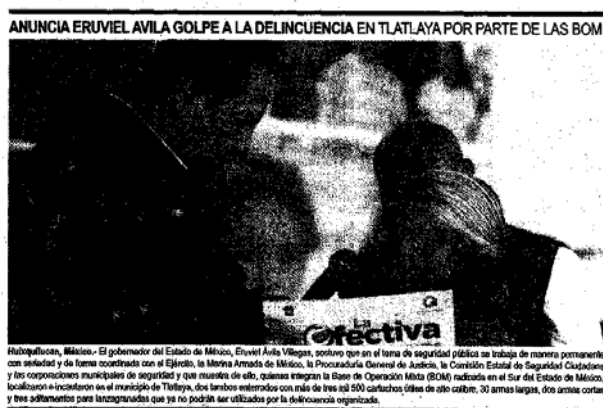 ANUNCIA ERUVIEL AVILA GOLPE A LA DELINCUENCIA EN TLATLAYA POR PARTE DE LAS BOM
La
efectiva
Huixquilucan, México.- El gobernador del Estado de México, Eruviel Ávila Villegas, sostuvo que en el tema de seguridad pública se trabaja de manera permanente
con seriedad y de forma coordinada con el Ejército, la Marina Armada de México, la Procuraduría General de Justicia, la Comisión Estatal de Seguridad Ciudadana
y las corporaciones municipales de seguridad y que muestra de ello, quienes integran la Base de Operación Mixta (BOM) radicada en el Sur del Estado de México,
localizaron e incautaron en el municipio de Tlatlaya, dos tambos enterrados con más de tres mil 500 cartuchos útiles de alto calibre, 30 armas largas, dos armas cortas
y tres aditamentos para lanzagranadas que ya no podrán ser utilizados por la delincuencia organizada.